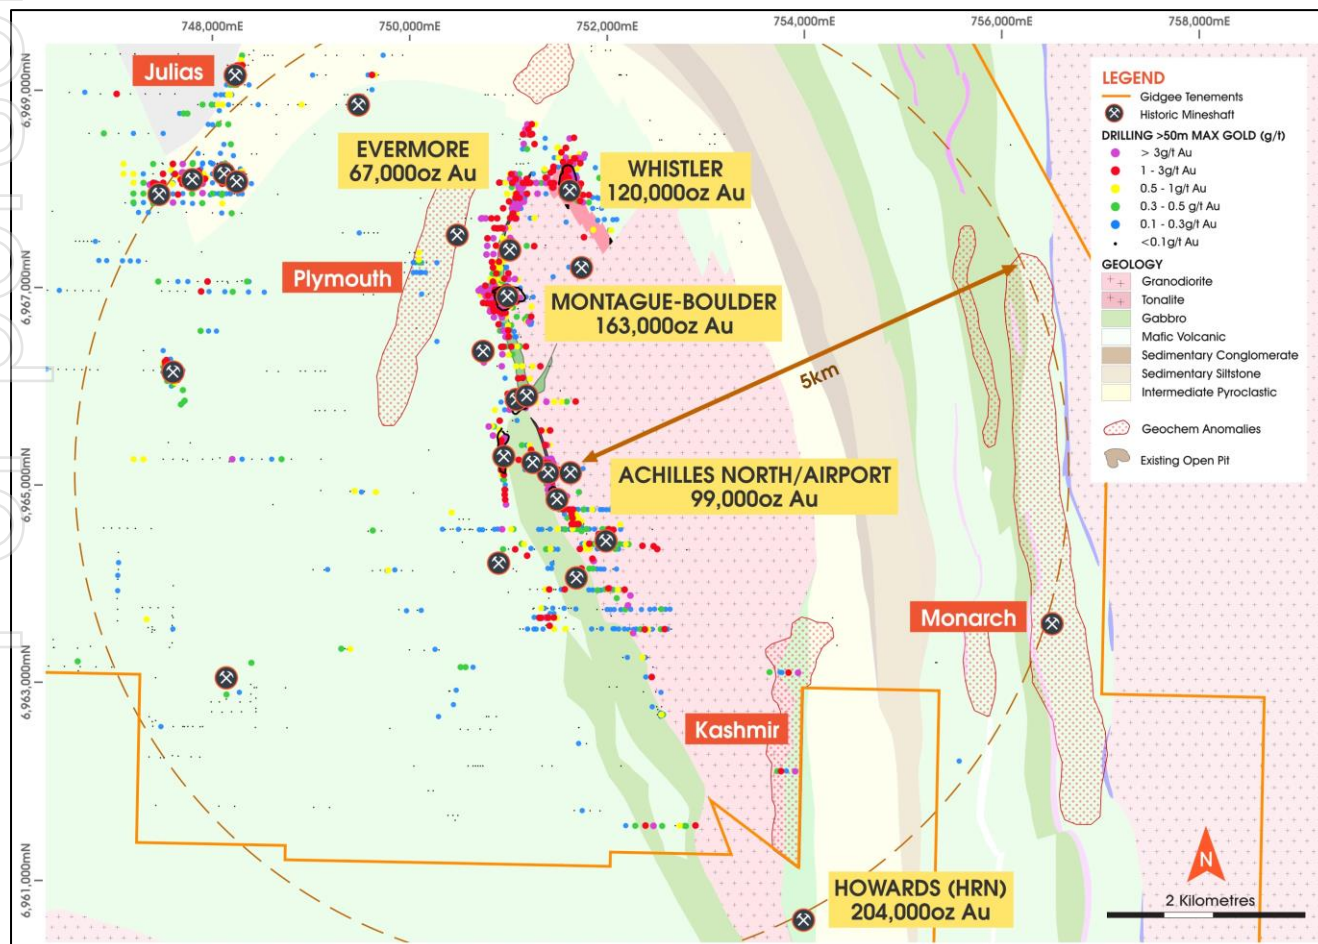 748,000mE
750,000mE
752,000mE
754,000mE
756,000mE
758,000mE
6,969,000mN
6,967,000mN
6,965,000mN
6,963,000mN
6,961,000mN
Julias
EVERMORE
67,000oz Au
WHISTLER
120,000oz Au
Plymouth
MONTAGUE-BOULDER
163,000oz Au
5km
ACHILLES NORTH/AIRPORT
99,000oz Au
Monarch
Kashmir
HOWARDS (HRN)
204,000oz Au
LEGEND
Gidgee Tenements
Historic Mineshaft
DRILLING >50m MAX GOLD (g/t)
> 3g/t Au
1 - 3g/t Au
0.5 - 1g/t Au
0.3 - 0.5 g/t Au
0.1 - 0.3g/t Au
<0.1g/t Au
GEOLOGY
Granodiorite
Tonalite
Gabbro
Mafic Volcanic
Sedimentary Conglomerate
Sedimentary Siltstone
Intermediate Pyroclastic
Geochem Anomalies
Existing Open Pit
N
2 Kilometres